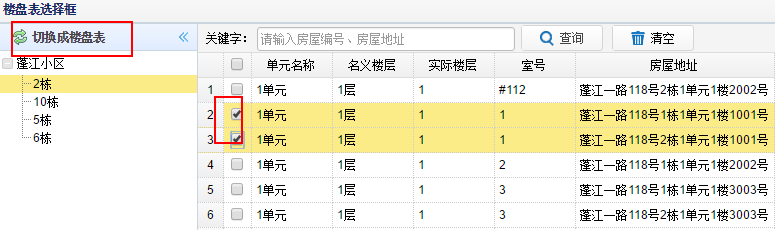 楼盘表选择框
切换成楼盘表 «
关键字: 请输入房屋编号、房屋地址 查询 清空
蓬江小区
2栋
10栋
5栋
6栋
单元名称 名义楼层 实际楼层 室号 房屋地址
1 1单元 1层 1 #112 蓬江一路118号2栋1单元1楼2002号
2 1单元 1层 1 1 蓬江一路118号1栋1单元1楼1001号
3 1单元 1层 1 1 蓬江一路118号2栋1单元1楼1001号
4 1单元 1层 1 2 蓬江一路118号1栋1单元1楼2002号
5 1单元 1层 1 3 蓬江一路118号1栋1单元1楼3003号
6 1单元 1层 1 3 蓬江一路118号2栋1单元1楼3003号